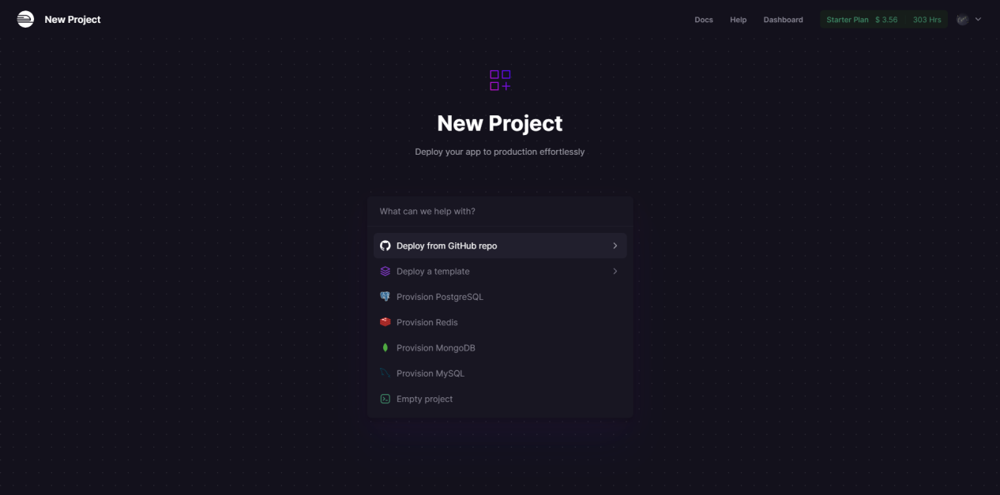 New Project
Docs Help Dashboard Starter Plan $ 3.56 303 Hrs
New Project
Deploy your app to production effortlessly
What can we help with?
Deploy from GitHub repo
Deploy a template
Provision PostgreSQL
Provision Redis
Provision MongoDB
Provision MySQL
Empty project